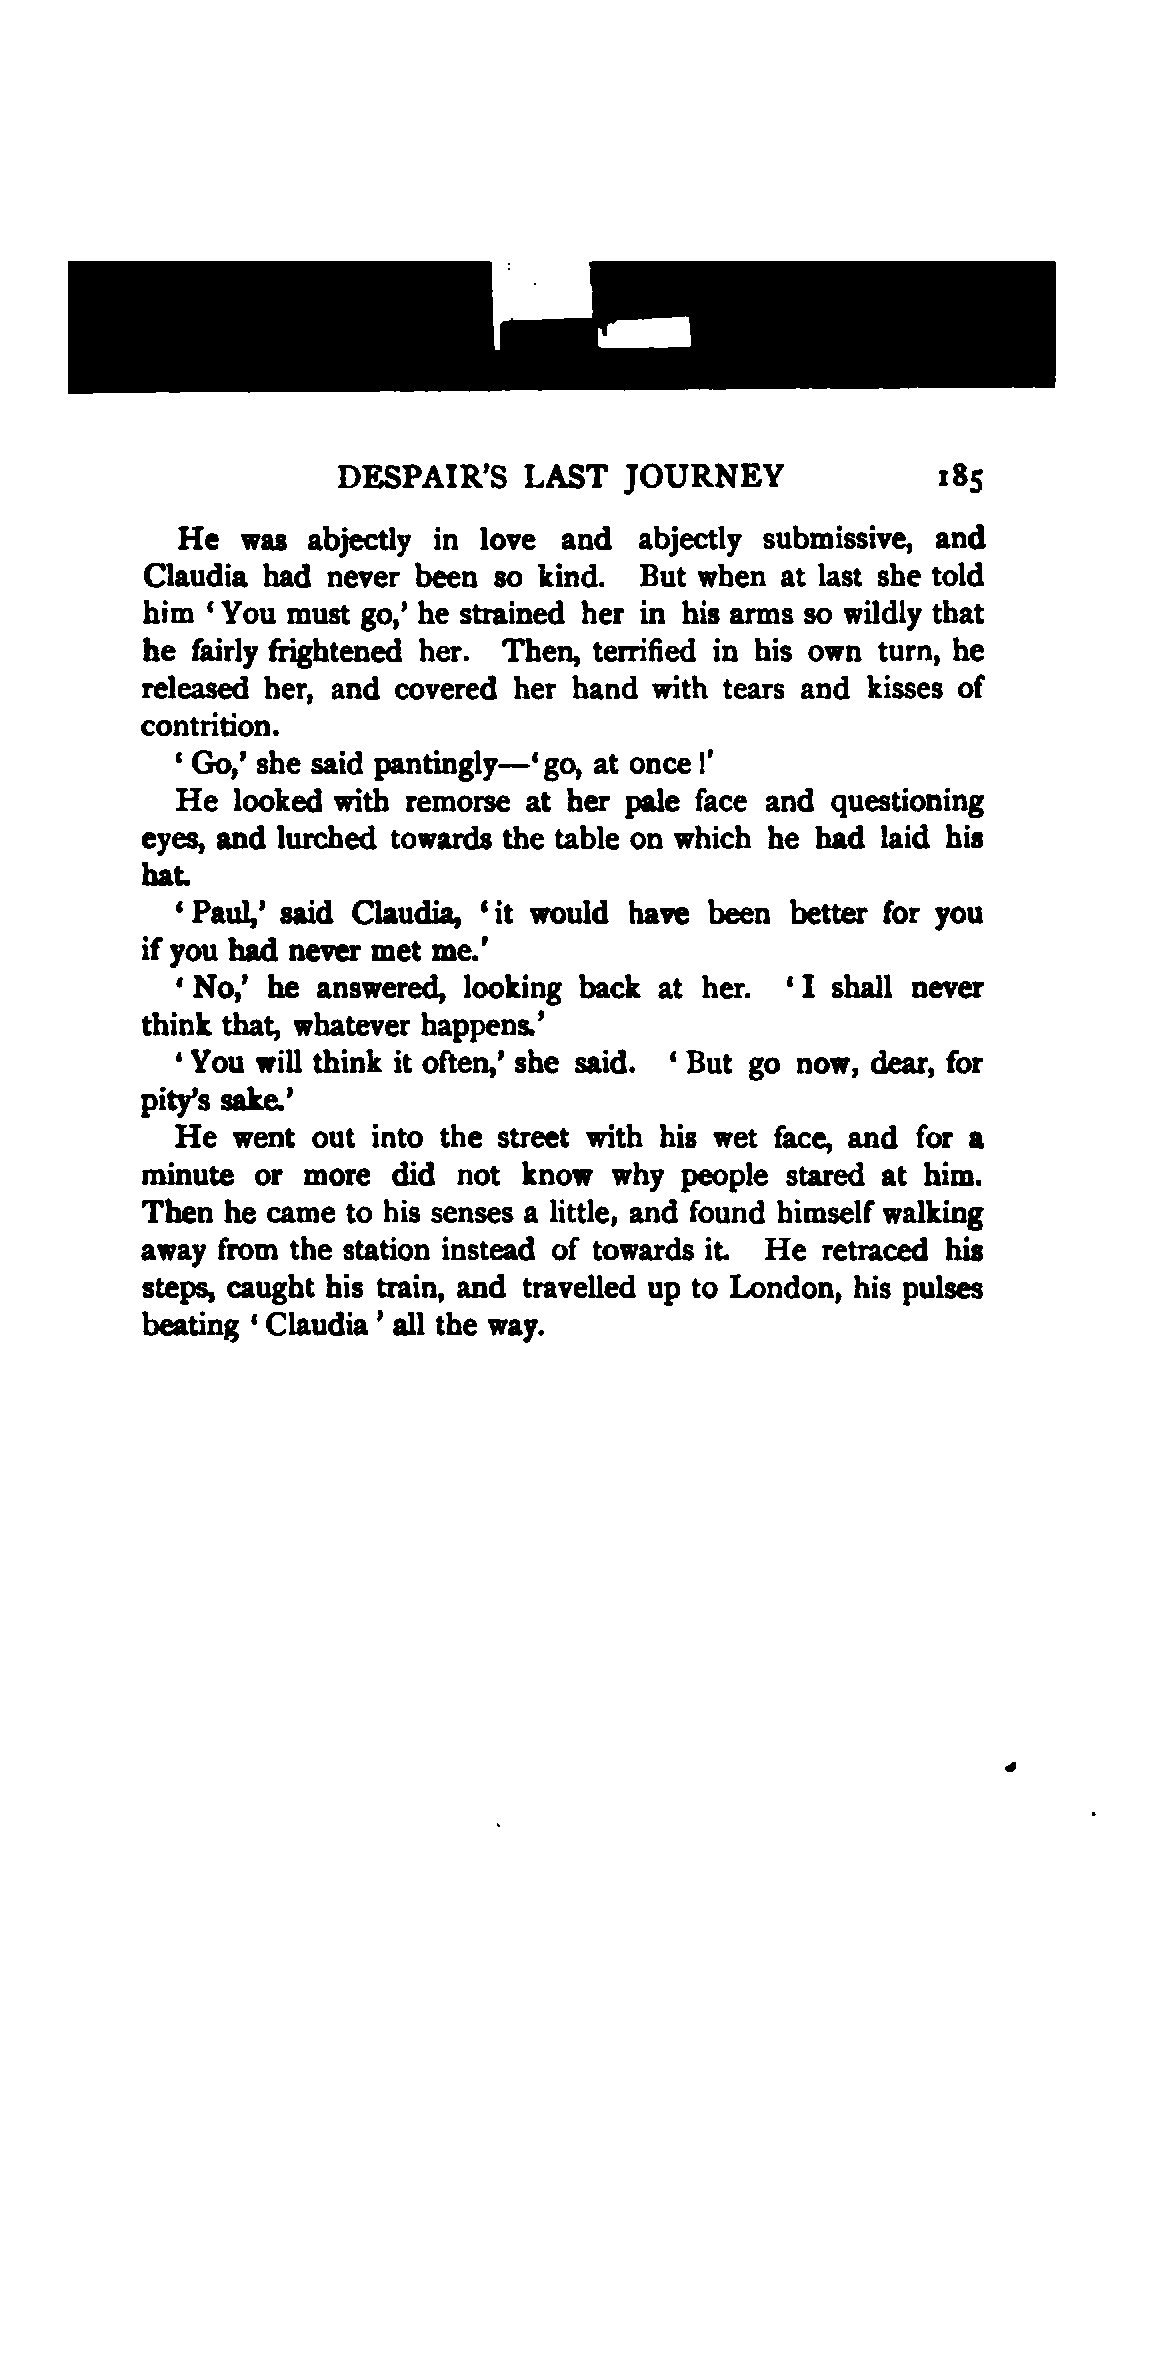 DESPAIR'S LAST JOURNEY 185
He was abjectly in love and abjectly submissive, and
Claudia had never been so kind. But when at last she told
him ‘ You must go,’ he strained her in his arms so wildly that
he fairly frightened her. Then, terrified in his own turn, he
released her, and covered her hand with tears and kisses of
contrition.
‘ Go,’ she said pantingly—‘ go, at once !’
He looked with remorse at her pale face and questioning
eyes, and lurched towards the table on which he had laid his
hat.
‘ Paul,’ said Claudia, ‘ it would have been better for you
if you had never met me.’
‘ No,’ he answered, looking back at her. ‘ I shall never
think that, whatever happens.’
‘ You will think it often,’ she said. ‘ But go now, dear, for
pity's sake.’
He went out into the street with his wet face, and for a
minute or more did not know why people stared at him.
Then he came to his senses a little, and found himself walking
away from the station instead of towards it. He retraced his
steps, caught his train, and travelled up to London, his pulses
beating ‘ Claudia ’ all the way.